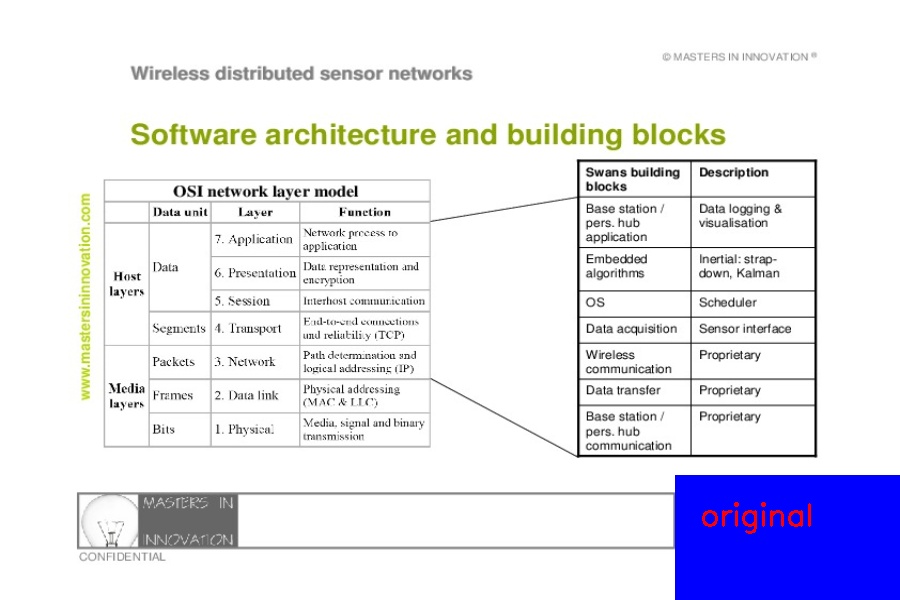 © MASTERS IN INNOVATION ®
Wireless distributed sensor networks
Software architecture and building blocks
www.mastersininnovation.com
OSI network layer model
Data unit Layer Function
Host layers
Data
7. Application
Network process to
application
6. Presentation
Data representation and
encryption
5. Session
Interhost communication
Segments
4. Transport
End-to-end connections
and reliability (TCP)
Media layers
Packets
3. Network
Path determination and
logical addressing (IP)
Frames
2. Data link
Physical addressing
(MAC & LLC)
Bits
1. Physical
Media, signal and binary
transmission
Swans building
blocks
Description
Base station /
pers. hub
application
Data logging &
visualisation
Embedded
algorithms
Inertial: strap-
down, Kalman
OS
Scheduler
Data acquisition
Sensor interface
Wireless
communication
Proprietary
Data transfer
Proprietary
Base station /
pers. hub
communication
Proprietary
MASTERS IN
INNOVATION
CONFIDENTIAL
original